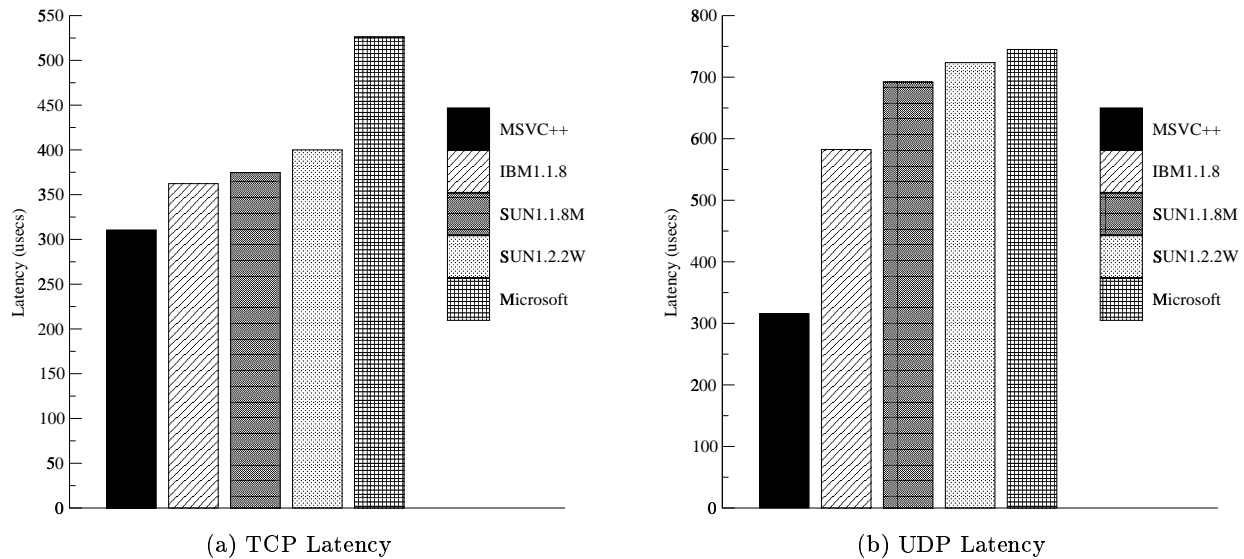 550
500
450
400
350
300
250
200
150
100
50
0
Latency (usecs)
MSVC++
IBM1.1.8
SUN1.1.8M
SUN1.2.2W
Microsoft
(a) TCP Latency
800
700
600
500
400
300
200
100
0
Latency (usecs)
MSVC++
IBM1.1.8
SUN1.1.8M
SUN1.2.2W
Microsoft
(b) UDP Latency